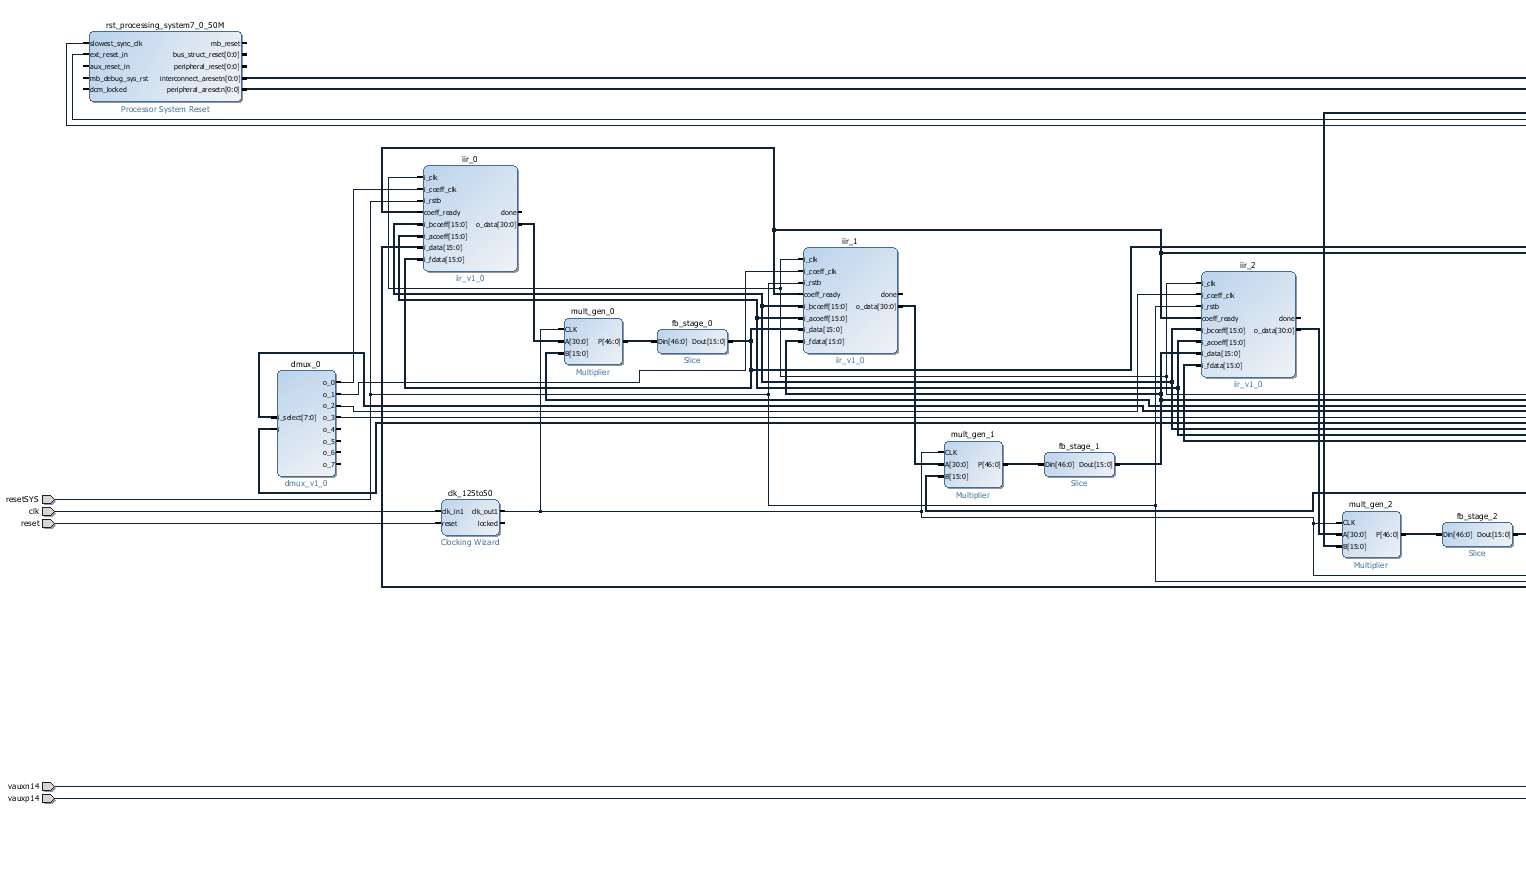 rst_processing_system7_0_50M
slowest_sync_clk mb_reset
ext_reset_in bus_struct_reset[0:0]
aux_reset_in peripheral_reset[0:0]
mb_debug_sys_rst interconnect_aresetn[0:0]
dcm_locked peripheral_aresetn[0:0]
Processor System Reset
iir_0
i_clk
i_coeff_clk
i_rstb
coeff_ready done
i_bcoeff[15:0] o_data[30:0]
i_acoeff[15:0]
i_data[15:0]
i_fdata[15:0]
iir_v1_0
iir_1
i_clk
i_coeff_clk
i_rstb
coeff_ready done
i_bcoeff[15:0] o_data[30:0]
i_acoeff[15:0]
i_data[15:0]
i_fdata[15:0]
iir_v1_0
iir_2
i_clk
i_coeff_clk
i_rstb
coeff_ready done
i_bcoeff[15:0] o_data[30:0]
i_acoeff[15:0]
i_data[15:0]
i_fdata[15:0]
iir_v1_0
mult_gen_0
CLK
A[30:0] P[46:0]
B[15:0]
Multiplier
fb_stage_0
Din[46:0] Dout[15:0]
Slice
dmux_0
o_0
o_1
o_2
i_select[7:0] o_3
i o_4
o_5
o_6
o_7
dmux_v1_0
mult_gen_1
CLK
A[30:0] P[46:0]
B[15:0]
Multiplier
fb_stage_1
Din[46:0] Dout[15:0]
Slice
resetSYS
clk
reset
clk_125to50
clk_in1 clk_out1
reset locked
Clocking Wizard
mult_gen_2
CLK
A[30:0] P[46:0]
B[15:0]
Multiplier
fb_stage_2
Din[46:0] Dout[15:0]
Slice
vauxn14
vauxp14